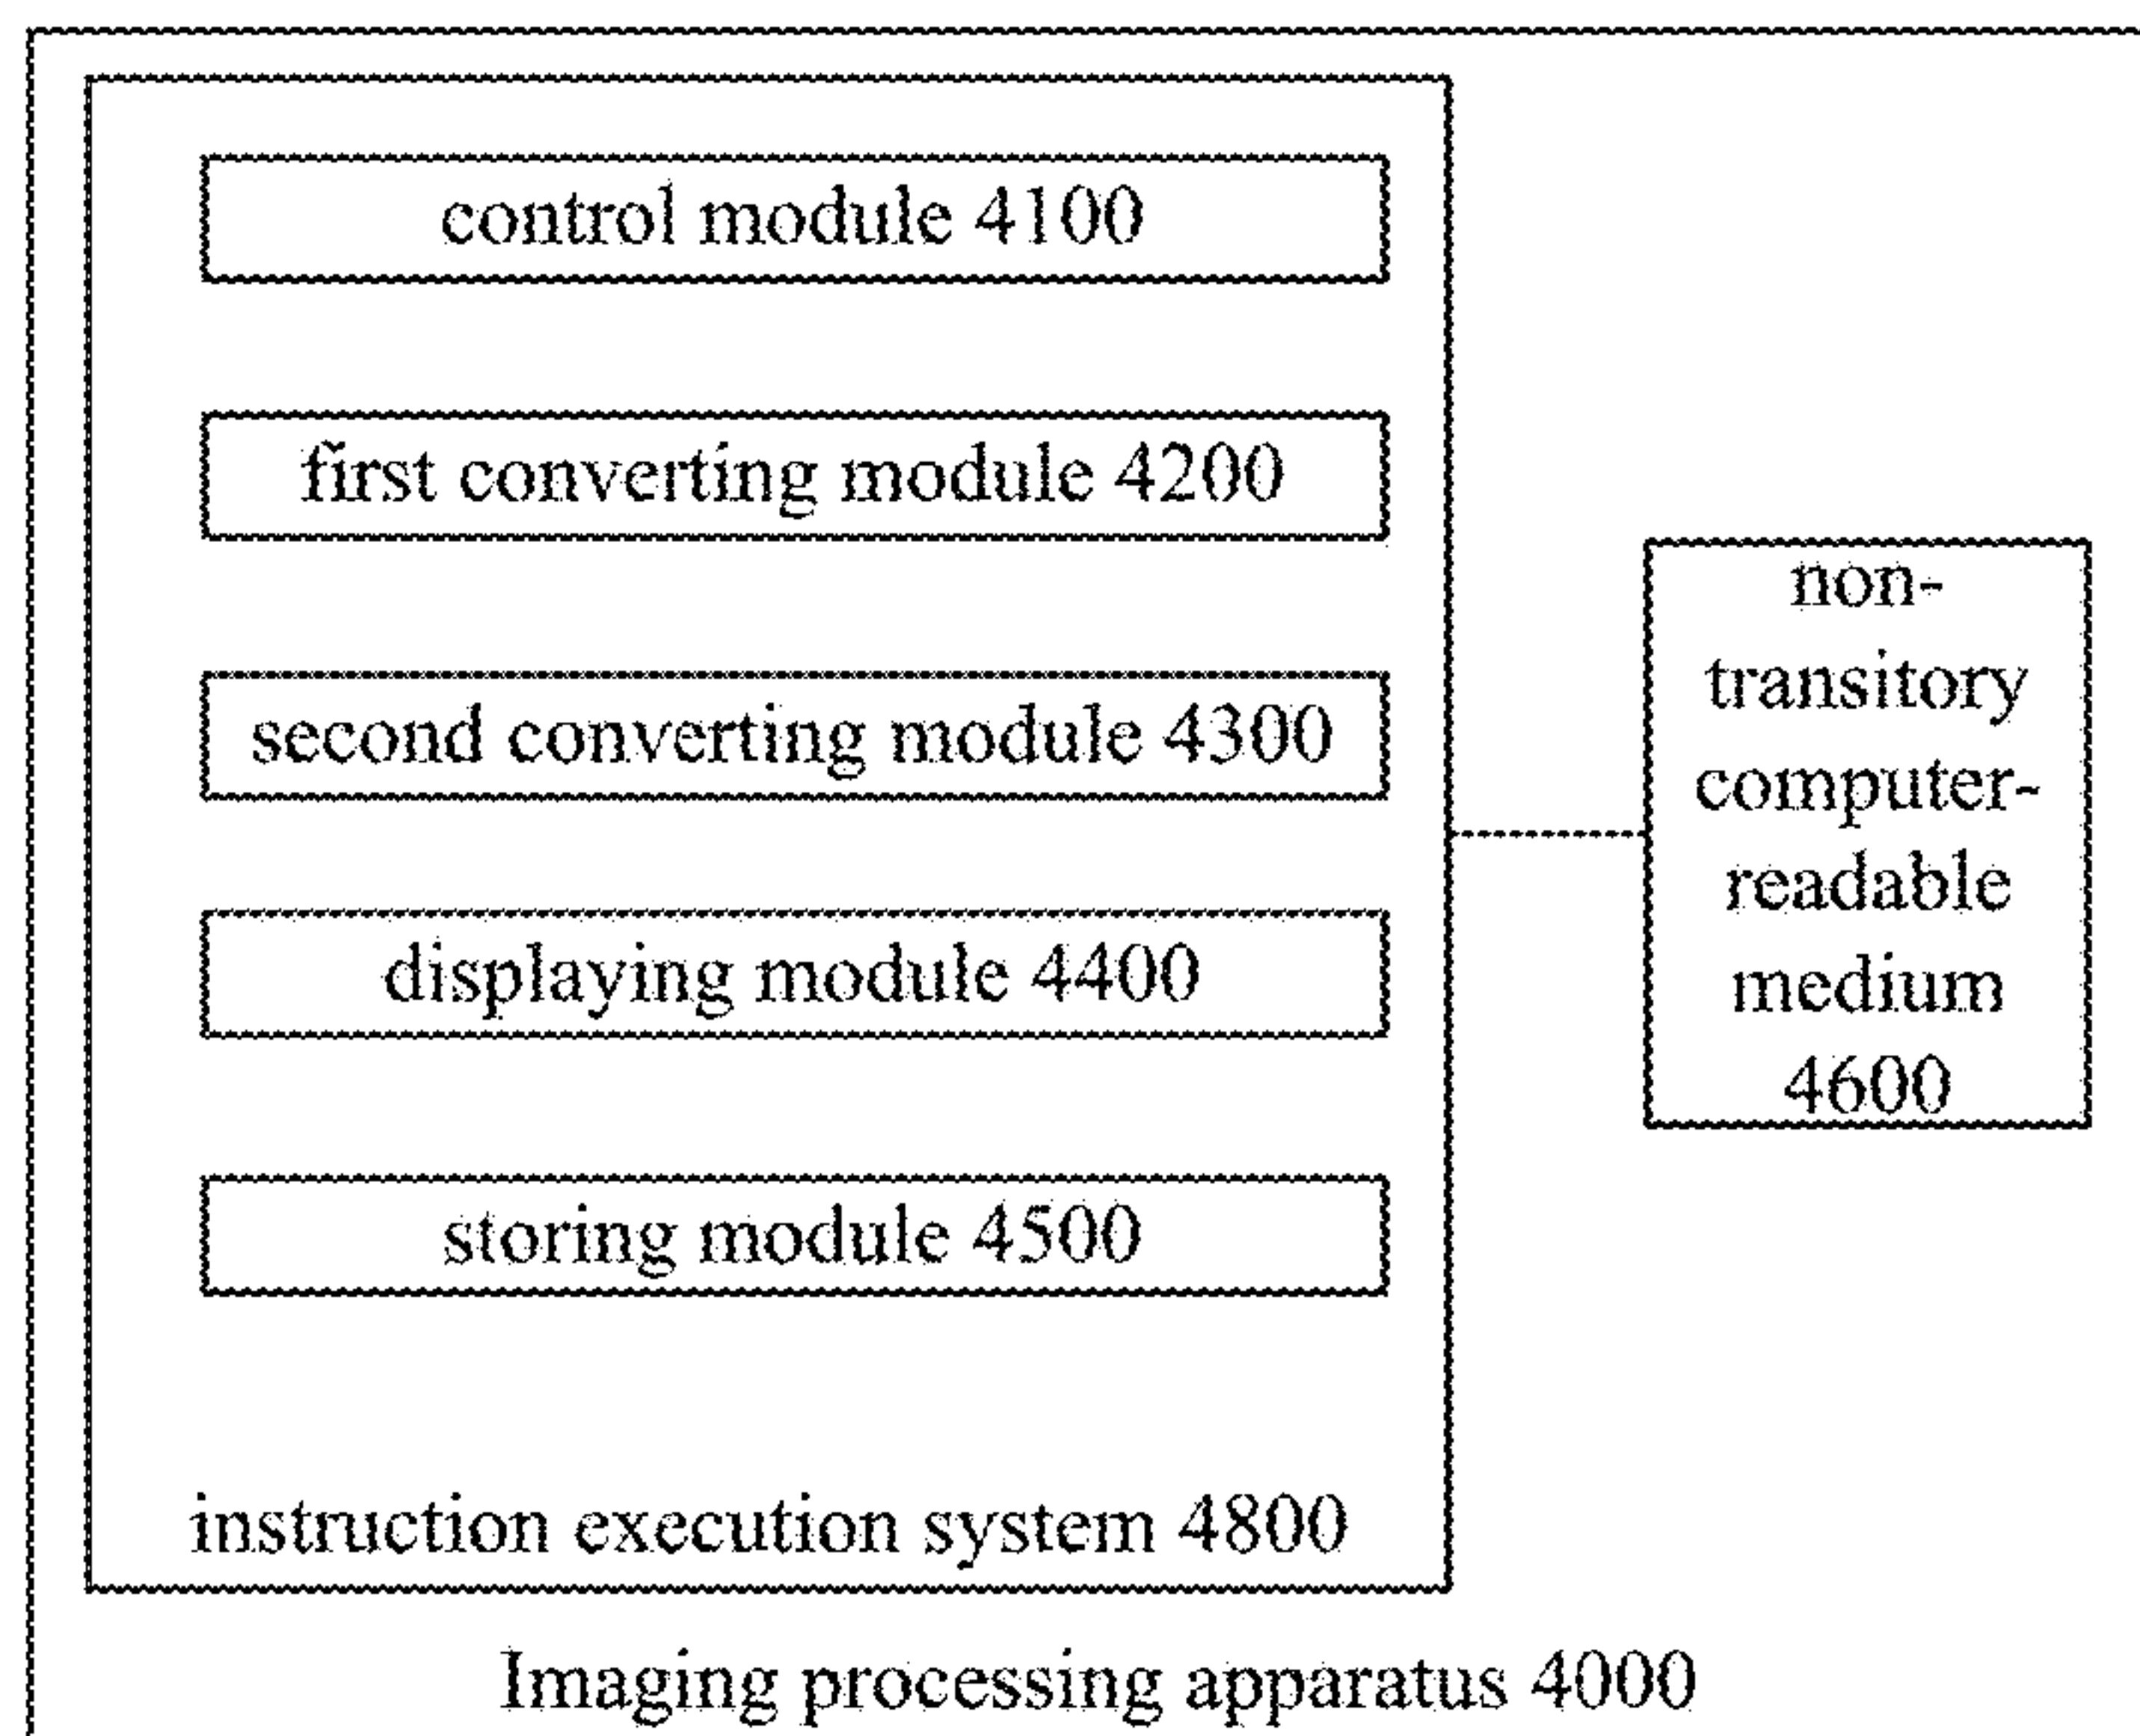 control module 4100
first converting module 4200
second converting module 4300
displaying module 4400
storing module 4500
instruction execution system 4800
non-
transitory
computer-
readable
medium
4600
Imaging processing apparatus 4000